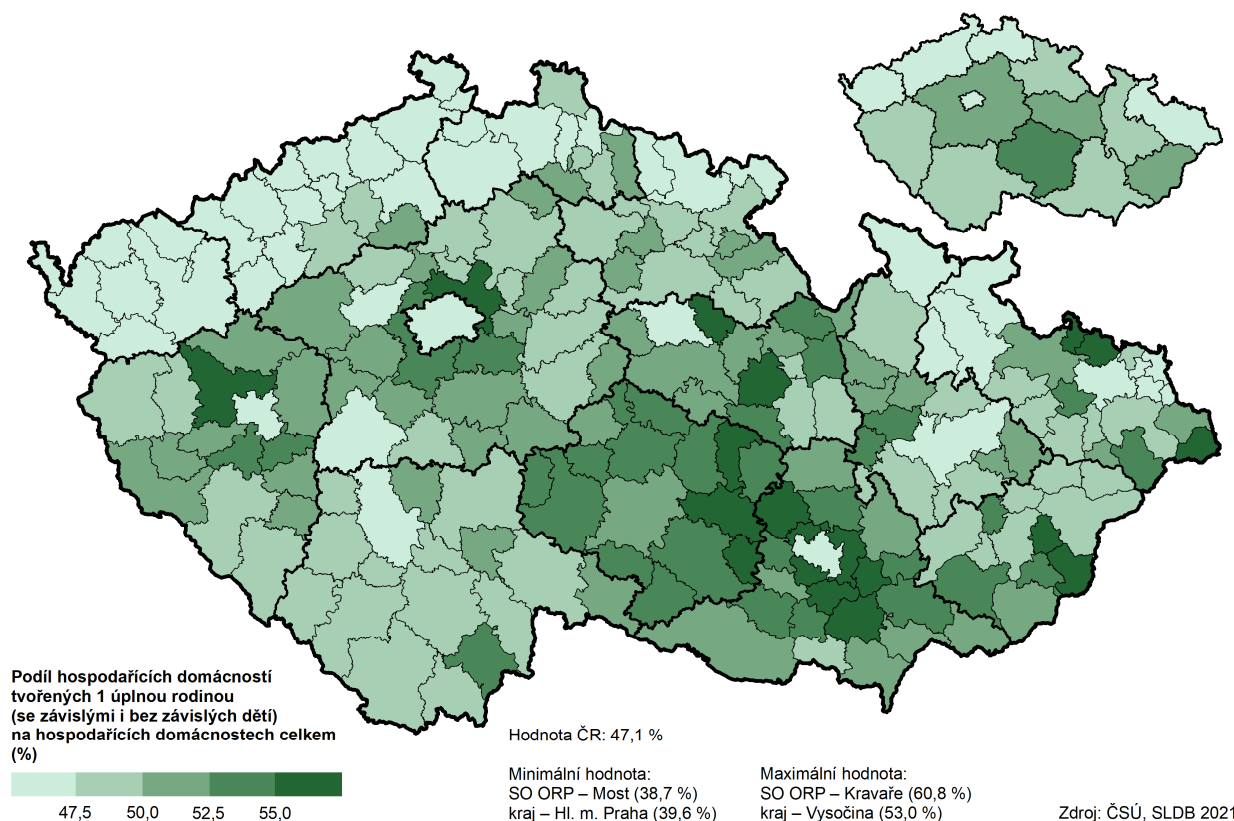 Podíl hospodařících domácností
tvořených 1 úplnou rodinou
(se závislými i bez závislých dětí)
na hospodařících domácnostech celkem
(%)
47,5 50,0 52,5 55,0
Hodnota ČR: 47,1 %
Minimální hodnota:
SO ORP – Most (38,7 %)
kraj – Hl. m. Praha (39,6 %)
Maximální hodnota:
SO ORP – Kravaře (60,8 %)
kraj – Vysočina (53,0 %)
Zdroj: ČSÚ, SLDB 2021